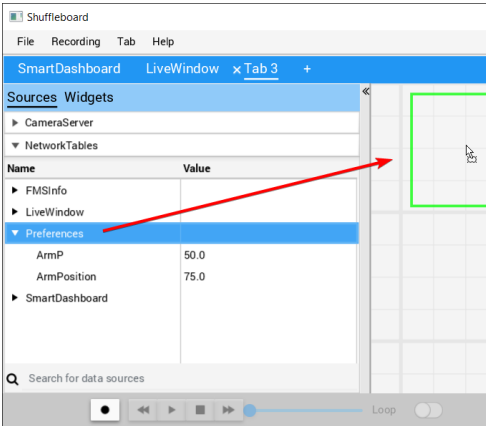 Shuffleboard
File Recording Tab Help
SmartDashboard LiveWindow × Tab 3 +
Sources Widgets «
CameraServer
NetworkTables
Name Value
FMSInfo
LiveWindow
Preferences
ArmP 50.0
ArmPosition 75.0
SmartDashboard
Search for data sources
Loop